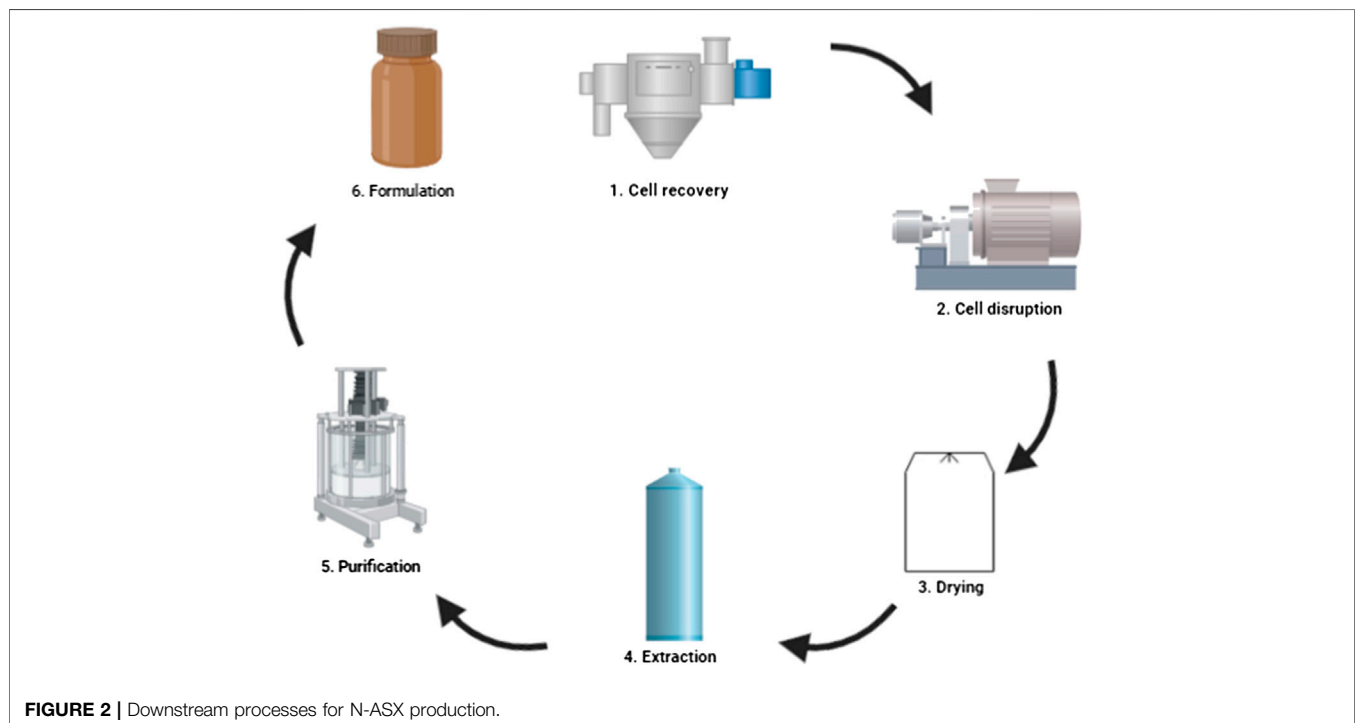 1. Cell recovery
2. Cell disruption
3. Drying
4. Extraction
5. Purification
6. Formulation
FIGURE 2 | Downstream processes for N-ASX production.